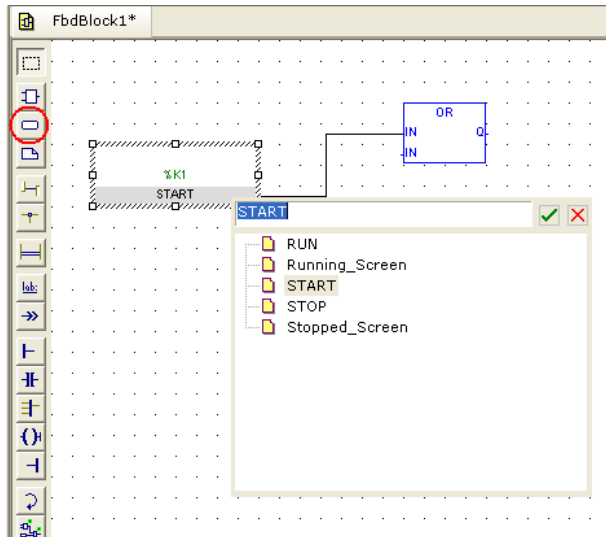 FbdBlock1*
OR
IN Q
IN
%K1
START
START
RUN
Running_Screen
START
STOP
Stopped_Screen
lab: